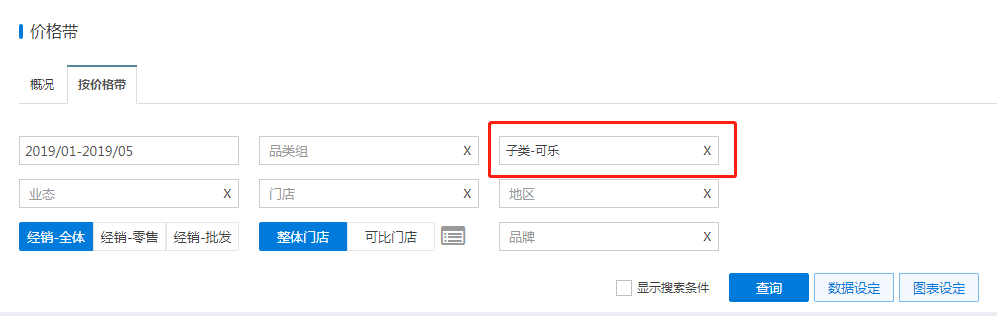 价格带
概况 按价格带
2019/01-2019/05 品类组 X 子类-可乐 X
业态 X 门店 X 地区 X
经销-全体 经销-零售 经销-批发 整体门店 可比门店 品牌 X
显示搜索条件 查询 数据设定 图表设定